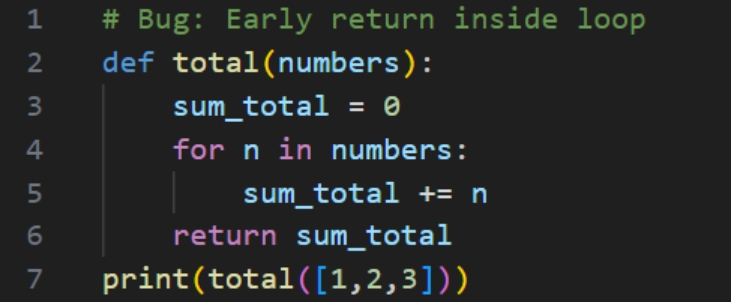 1 # Bug: Early return inside loop
2 def total(numbers):
3     sum_total = 0
4     for n in numbers:
5         sum_total += n
6     return sum_total
7 print(total([1,2,3]))